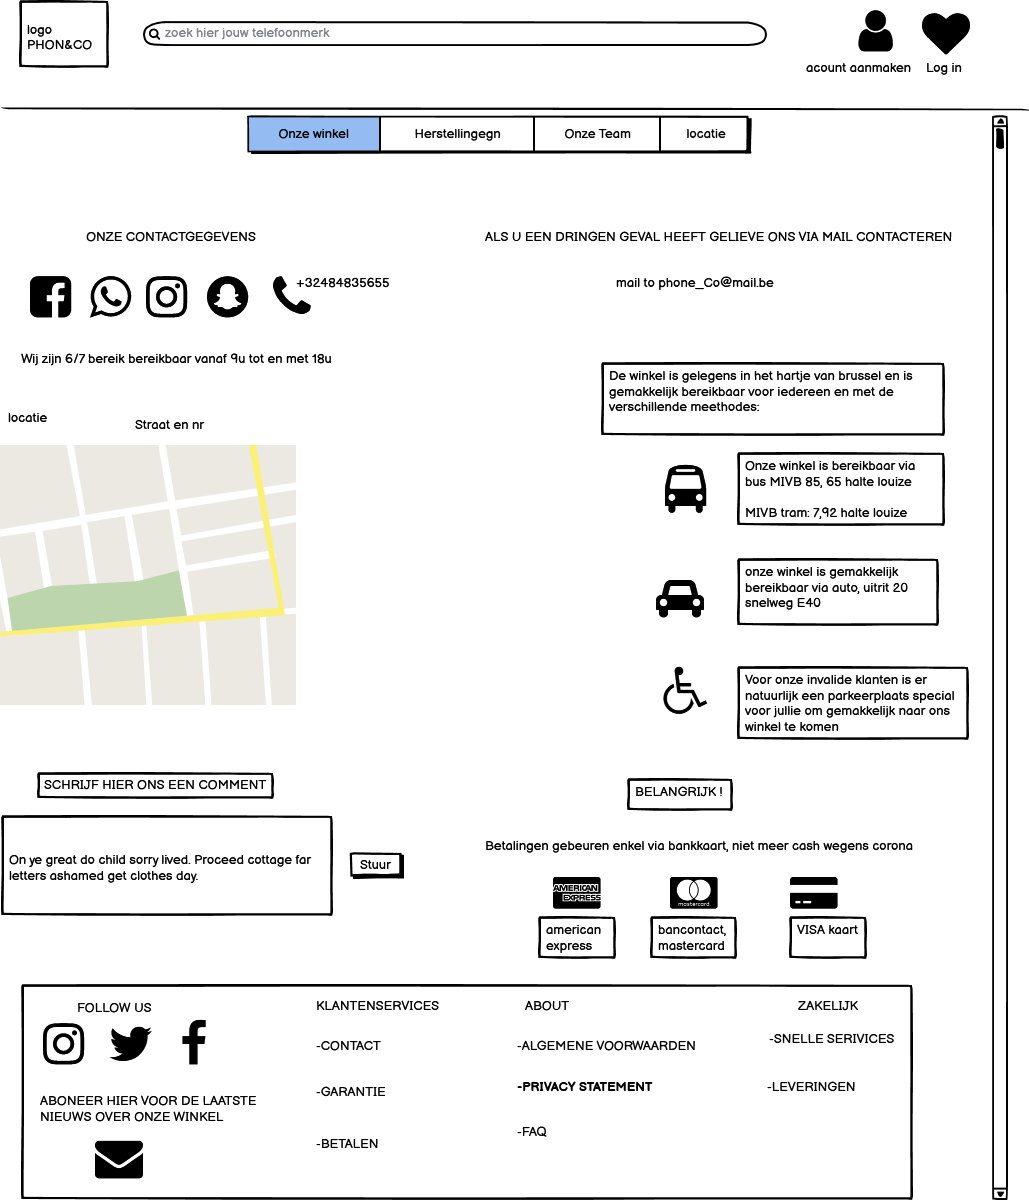 logo
PHON&CO
zoek hier jouw telefoonmerk
acount aanmaken
Log in
Onze winkel
Herstellingegn
Onze Team
locatie
ONZE CONTACTGEGEVENS
ALS U EEN DRINGEN GEVAL HEEFT GELIEVE ONS VIA MAIL CONTACTEREN
+32484835655
mail to phone_Co@mail.be
Wij zijn 6/7 bereik bereikbaar vanaf 9u tot en met 18u
De winkel is gelegens in het hartje van brussel en is
gemakkelijk bereikbaar voor iedereen en met de
verschillende meethodes:
locatie
Straat en nr
Onze winkel is bereikbaar via
bus MIVB 85, 65 halte louize
MIVB tram: 7,92 halte louize
onze winkel is gemakkelijk
bereikbaar via auto, uitrit 20
snelweg E40
Voor onze invalide klanten is er
natuurlijk een parkeerplaats special
voor jullie om gemakkelijk naar ons
winkel te komen
SCHRIJF HIER ONS EEN COMMENT
BELANGRIJK !
On ye great do child sorry lived. Proceed cottage far
letters ashamed get clothes day.
Stuur
Betalingen gebeuren enkel via bankkaart, niet meer cash wegens corona
AMERICAN
EXPRESS
mastercard.
american
express
bancontact,
mastercard
VISA kaart
FOLLOW US
KLANTENSERVICES
ABOUT
ZAKELIJK
-CONTACT
-ALGEMENE VOORWAARDEN
-SNELLE SERIVICES
-GARANTIE
-PRIVACY STATEMENT
-LEVERINGEN
ABONEER HIER VOOR DE LAATSTE
NIEUWS OVER ONZE WINKEL
-BETALEN
-FAQ